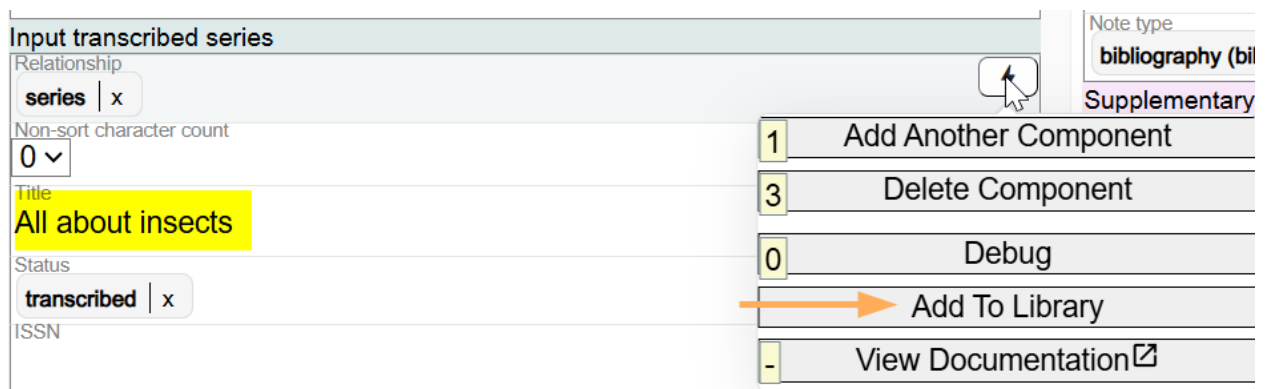 Input transcribed series
Relationship
series | x
Non-sort character count
0
Title
All about insects
Status
transcribed | x
ISSN
1 Add Another Component
3 Delete Component
0 Debug
Add To Library
- View Documentation
Note type
bibliography (bil
Supplementary